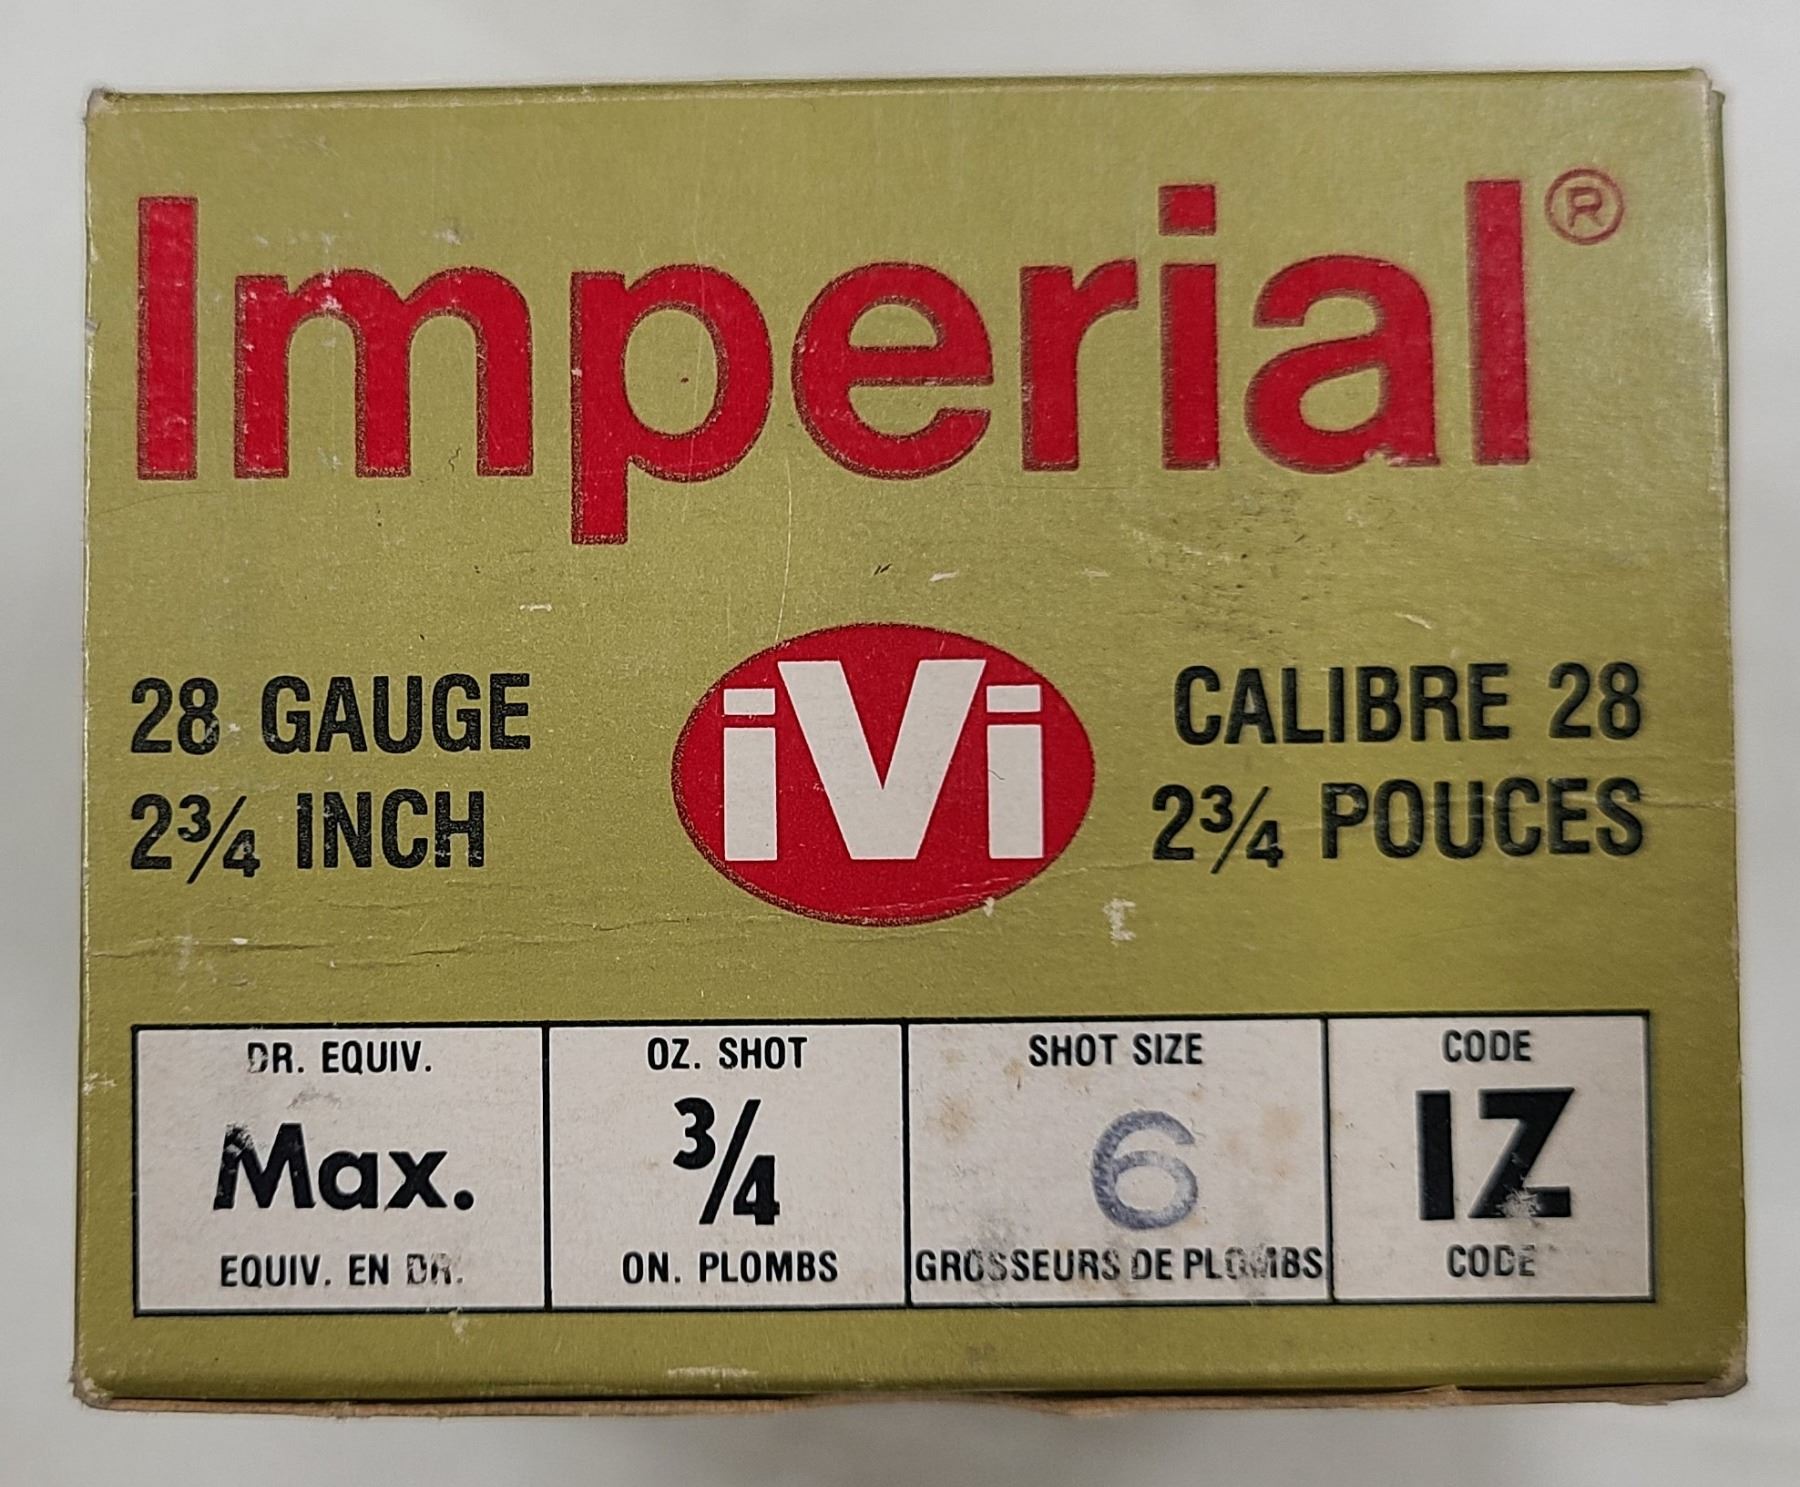 Imperial®
28 GAUGE
2¾ INCH
iVi
CALIBRE 28
2¾ POUCES
DR. EQUIV.
Max.
EQUIV. EN DR.
OZ. SHOT
¾
ON. PLOMBS
SHOT SIZE
6
GROSSEURS DE PLOMBS
CODE
IZ
CODE